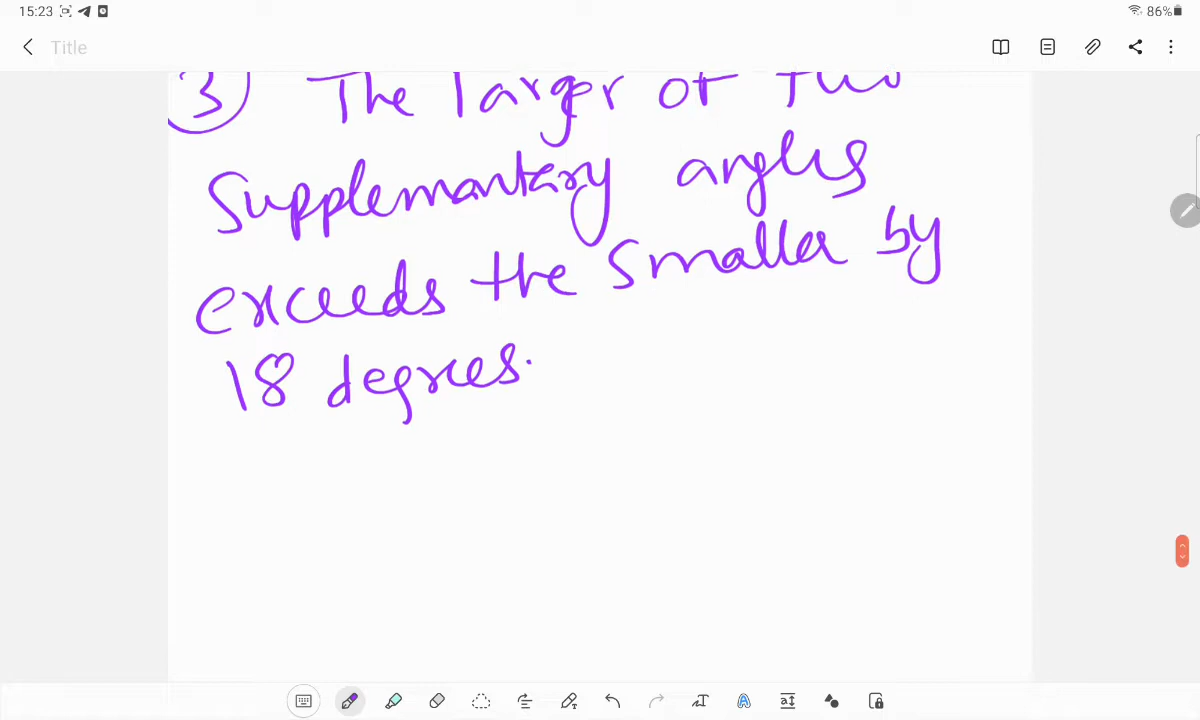 15:23
86%
Title
3 The larger of two
supplementary angles
exceeds the smaller by
18 degrees.